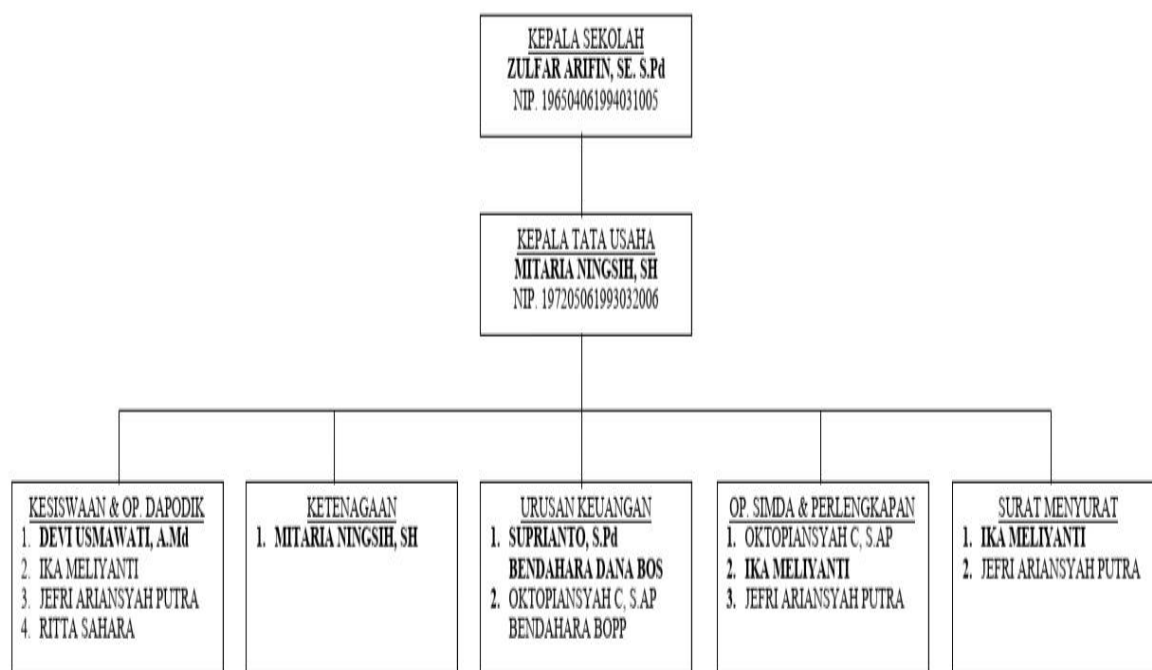 KEPALA SEKOLAH
ZULFAR ARIFIN, SE. S.Pd
NIP. 196504061994031005
KEPALA TATA USAHA
MITARIA NINGSIH, SH
NIP. 197205061993032006
KESISWAAN & OP. DAPODIK
1. DEVI USMAWATI, A.Md
2. IKA MELIYANTI
3. JEFRI ARIANSYAH PUTRA
4. RITTA SAHARA
KETENAGAAN
1. MITARIA NINGSIH, SH
URUSAN KEUANGAN
1. SUPRIANTO, S.Pd
BENDAHARA DANA BOS
2. OKTOPIANSYAH C, S.AP
BENDAHARA BOPP
OP. SIMDA & PERLENGKAPAN
1. OKTOPIANSYAH C, S.AP
2. IKA MELIYANTI
3. JEFRI ARIANSYAH PUTRA
SURAT MENYURAT
1. IKA MELIYANTI
2. JEFRI ARIANSYAH PUTRA